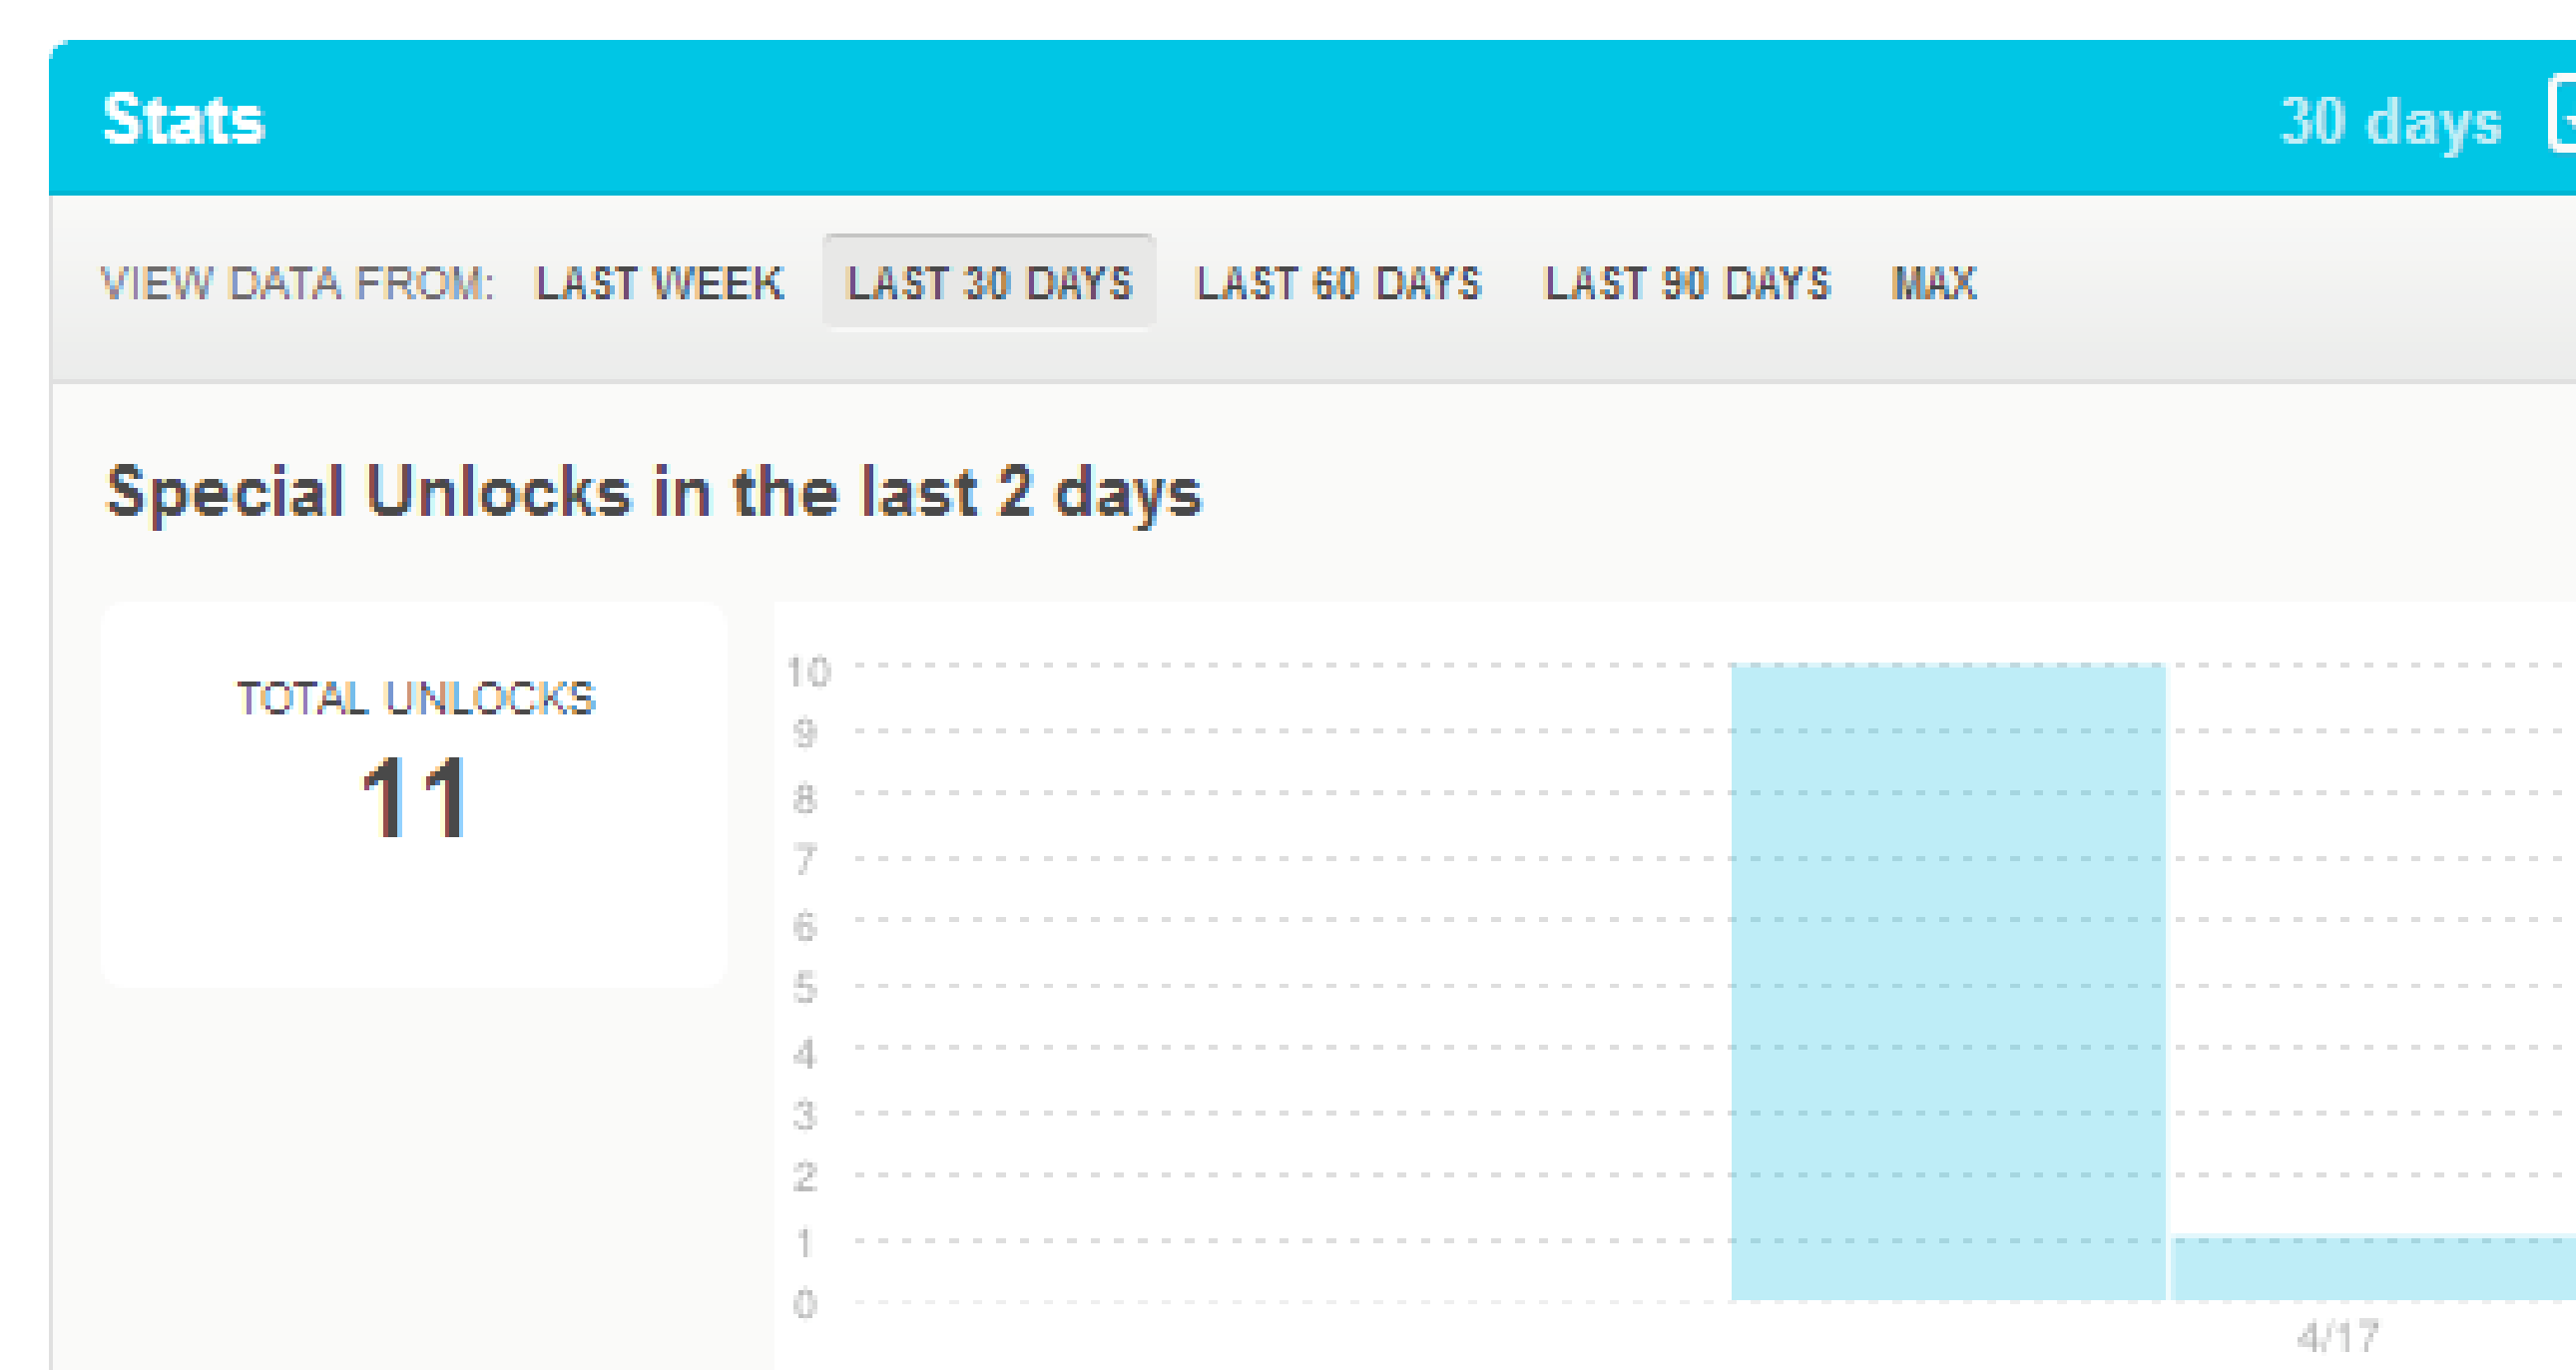 Stats
30 days
VIEW DATA FROM: LAST WEEK LAST 30 DAYS LAST 60 DAYS LAST 90 DAYS MAX
Special Unlocks in the last 2 days
TOTAL UNLOCKS
11
10
9
8
7
6
5
4
3
2
1
0
4/17